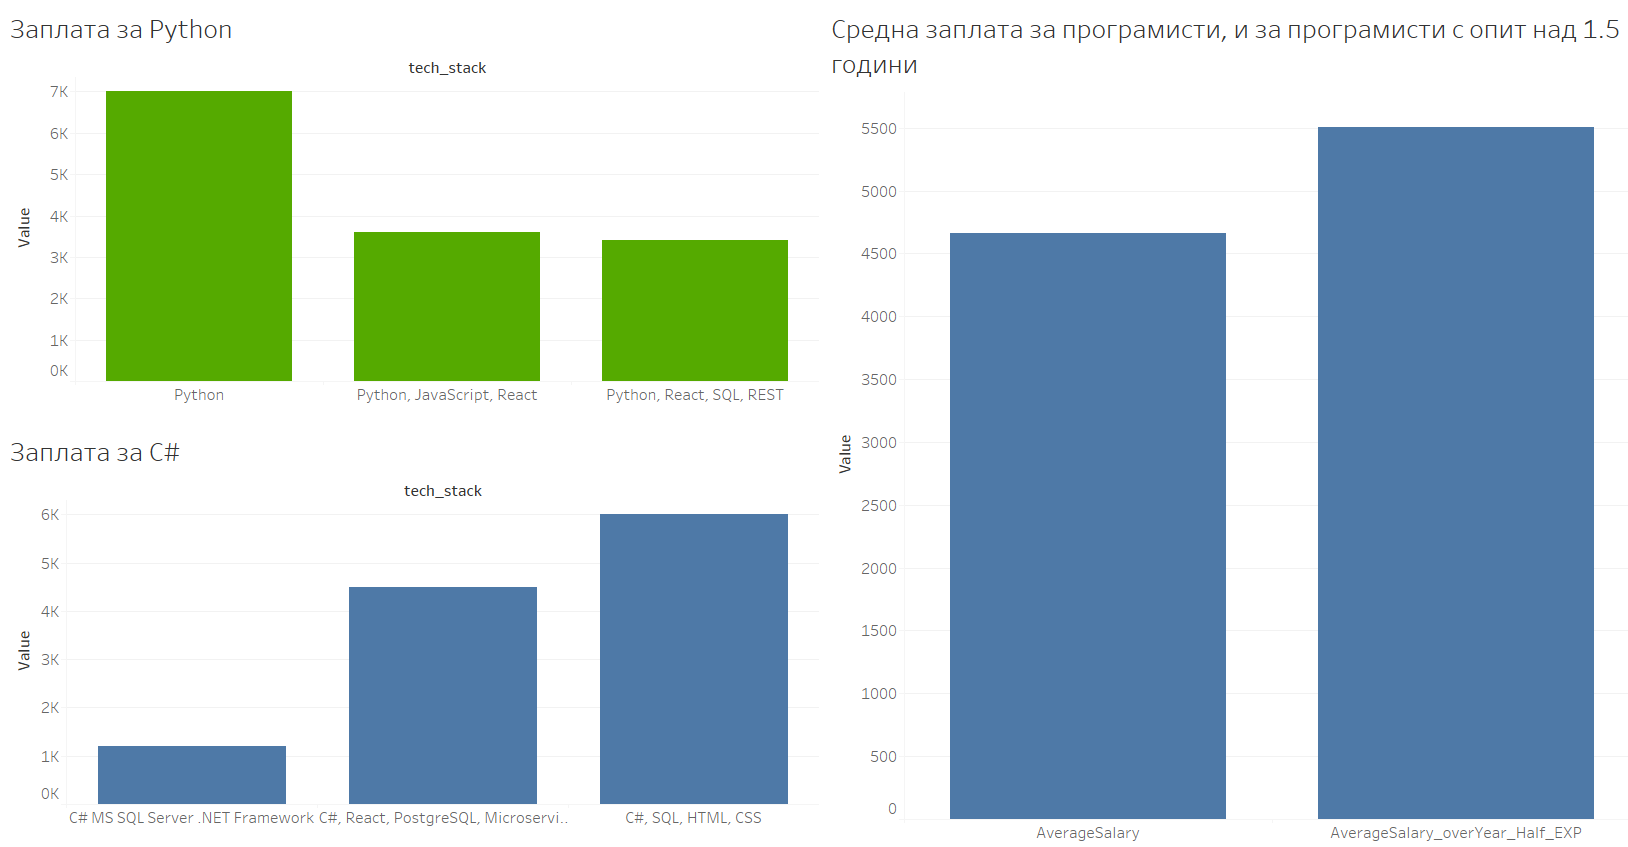 Заплата за Python
tech_stack
Value
7K
6K
5K
4K
3K
2K
1K
0K
Python
Python, JavaScript, React
Python, React, SQL, REST
Заплата за C#
tech_stack
Value
6K
5K
4K
3K
2K
1K
0K
C# MS SQL Server .NET Framework
C#, React, PostgreSQL, Microservi..
C#, SQL, HTML, CSS
Средна заплата за програмисти, и за програмисти с опит над 1.5
години
Value
5500
5000
4500
4000
3500
3000
2500
2000
1500
1000
500
0
AverageSalary
AverageSalary_overYear_Half_EXP